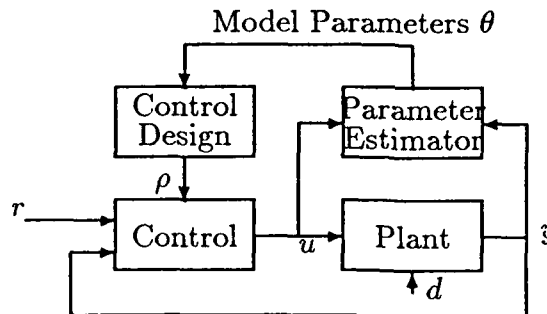 Model Parameters θ
Control
Design
Parameter
Estimator
ρ
r
Control
u
Plant
d